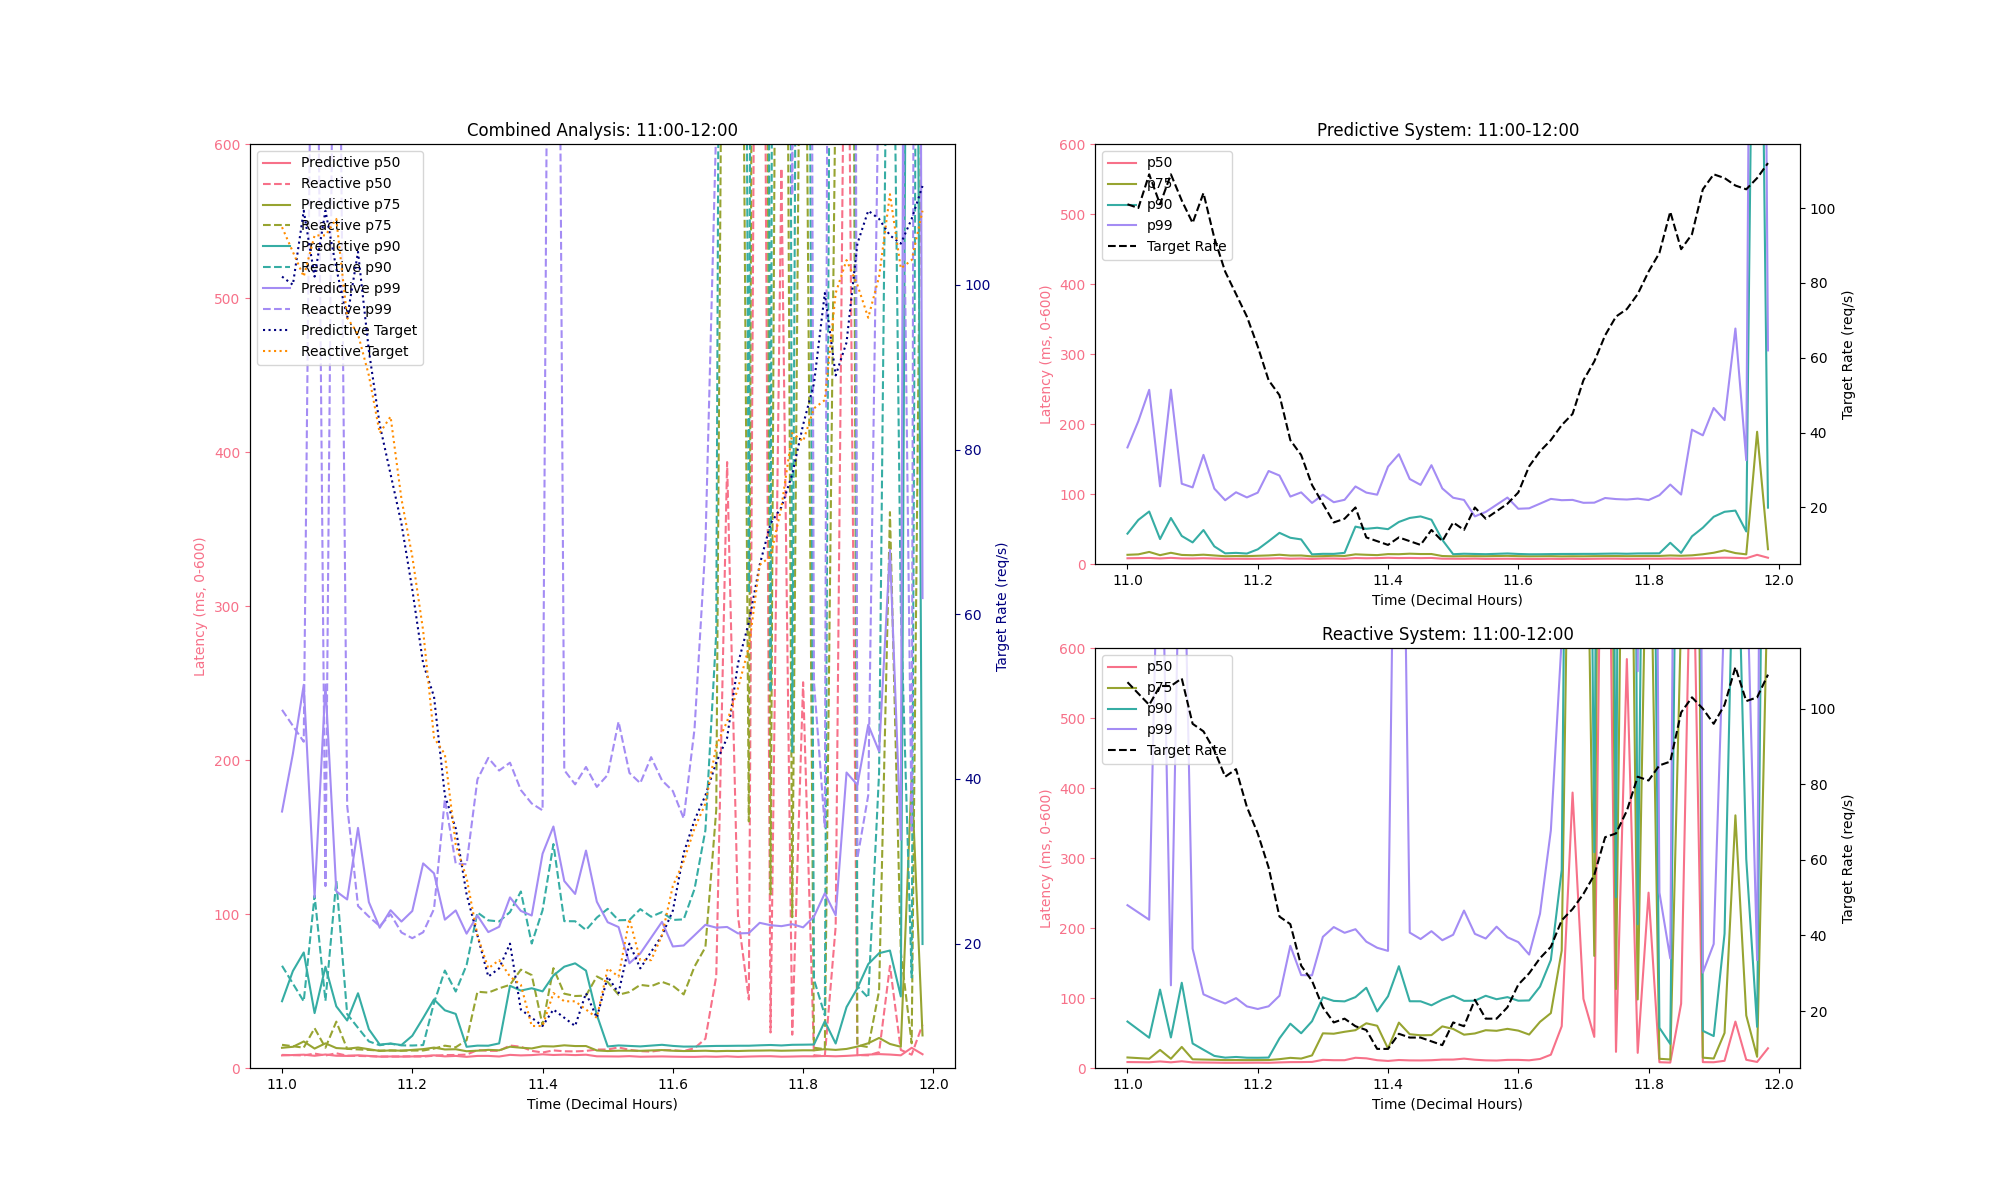 Combined Analysis: 11:00-12:00
600
500
400
300
200
100
0
Latency (ms, 0-600)
Predictive p50
Reactive p50
Predictive p75
Reactive p75
Predictive p90
Reactive p90
Predictive p99
Reactive p99
Predictive Target
Reactive Target
100
80
60
40
20
Target Rate (req/s)
11.0 11.2 11.4 11.6 11.8 12.0
Time (Decimal Hours)
Predictive System: 11:00-12:00
600
500
400
300
200
100
0
Latency (ms, 0-600)
p50
p75
p90
p99
Target Rate
100
80
60
40
20
Target Rate (req/s)
11.0 11.2 11.4 11.6 11.8 12.0
Time (Decimal Hours)
Reactive System: 11:00-12:00
600
500
400
300
200
100
0
Latency (ms, 0-600)
p50
p75
p90
p99
Target Rate
100
80
60
40
20
Target Rate (req/s)
11.0 11.2 11.4 11.6 11.8 12.0
Time (Decimal Hours)